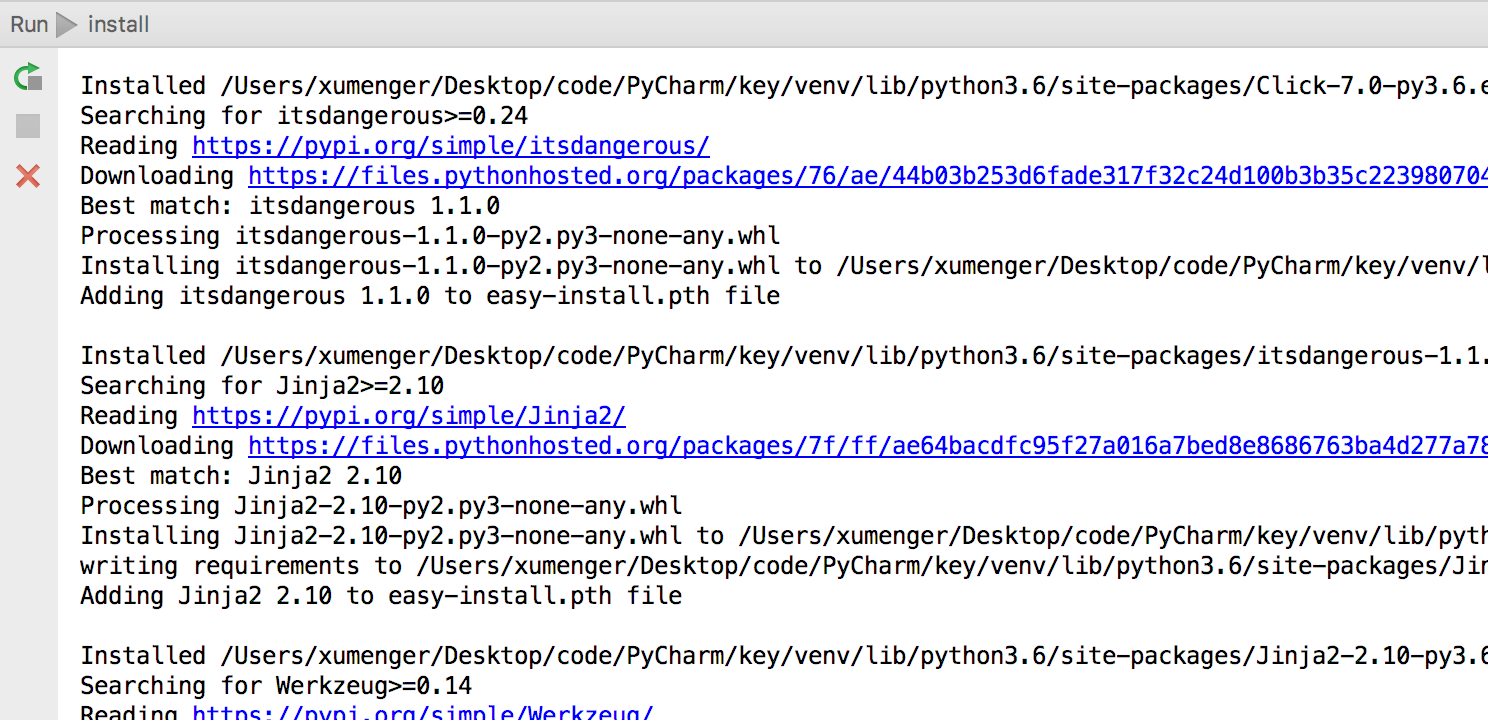 Run install
Installed /Users/xumenger/Desktop/code/PyCharm/key/venv/lib/python3.6/site-packages/Click-7.0-py3.6.e
Searching for itsdangerous>=0.24
Reading https://pypi.org/simple/itsdangerous/
Downloading https://files.pythonhosted.org/packages/76/ae/44b03b253d6fade317f32c24d100b3b35c223980704
Best match: itsdangerous 1.1.0
Processing itsdangerous-1.1.0-py2.py3-none-any.whl
Installing itsdangerous-1.1.0-py2.py3-none-any.whl to /Users/xumenger/Desktop/code/PyCharm/key/venv/l
Adding itsdangerous 1.1.0 to easy-install.pth file
Installed /Users/xumenger/Desktop/code/PyCharm/key/venv/lib/python3.6/site-packages/itsdangerous-1.1.
Searching for Jinja2>=2.10
Reading https://pypi.org/simple/Jinja2/
Downloading https://files.pythonhosted.org/packages/7f/ff/ae64bacdfc95f27a016a7bed8e8686763ba4d277a78
Best match: Jinja2 2.10
Processing Jinja2-2.10-py2.py3-none-any.whl
Installing Jinja2-2.10-py2.py3-none-any.whl to /Users/xumenger/Desktop/code/PyCharm/key/venv/lib/pyth
writing requirements to /Users/xumenger/Desktop/code/PyCharm/key/venv/lib/python3.6/site-packages/Jin
Adding Jinja2 2.10 to easy-install.pth file
Installed /Users/xumenger/Desktop/code/PyCharm/key/venv/lib/python3.6/site-packages/Jinja2-2.10-py3.6
Searching for Werkzeug>=0.14
Reading https://pypi.org/simple/Werkzeug/